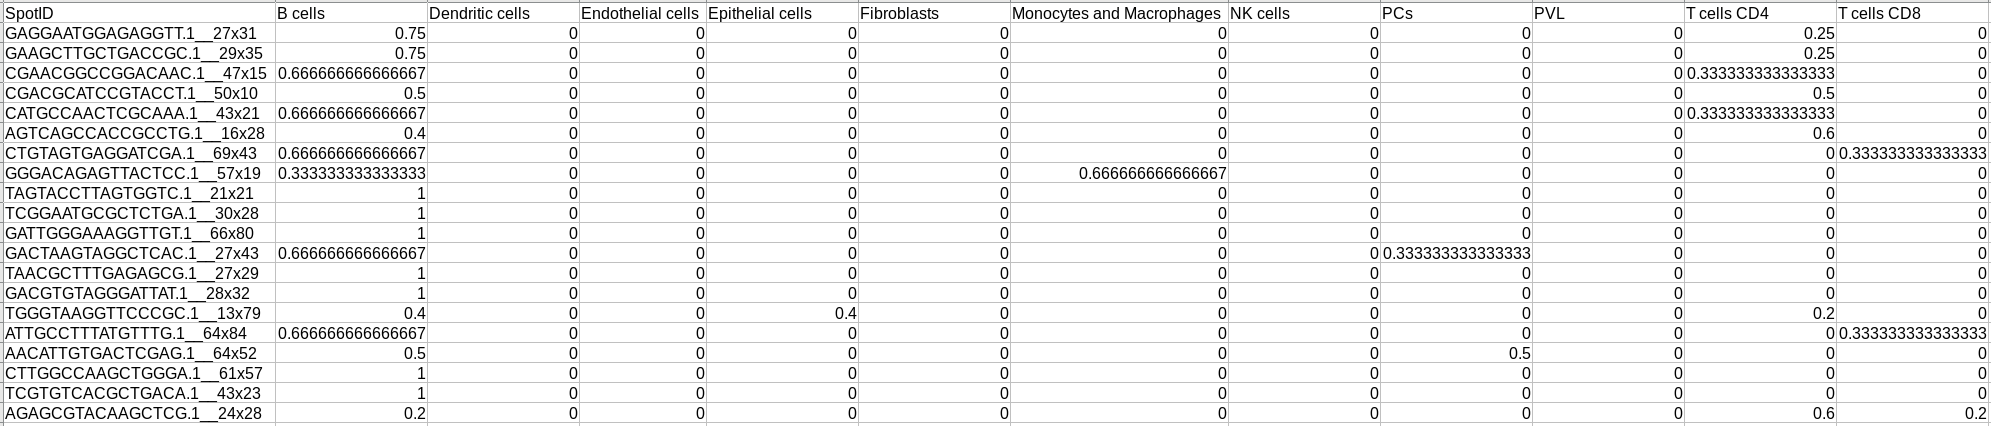 SpotID B cells Dendritic cells Endothelial cells Epithelial cells Fibroblasts Monocytes and Macrophages NK cells PCs PVL T cells CD4 T cells CD8
GAGGAATGGAGAGGTT.1__27x31 0.75 0 0 0 0 0 0 0 0 0.25 0
GAAGCTTGCTGACCGC.1__29x35 0.75 0 0 0 0 0 0 0 0 0.25 0
CGAACGGCCGGACAAC.1__47x15 0.666666666666667 0 0 0 0 0 0 0 0 0.333333333333333 0
CGACGCATCCGTACCT.1__50x10 0.5 0 0 0 0 0 0 0 0 0.5 0
CATGCCAACTCGCAAA.1__43x21 0.666666666666667 0 0 0 0 0 0 0 0 0.333333333333333 0
AGTCAGCCACCGCCTG.1__16x28 0.4 0 0 0 0 0 0 0 0 0.6 0
CTGTAGTGAGGATCGA.1__69x43 0.666666666666667 0 0 0 0 0 0 0 0 0 0.333333333333333
GGGACAGAGTTACTCC.1__57x19 0.333333333333333 0 0 0 0 0.666666666666667 0 0 0 0 0
TAGTACCTTAGTGGTC.1__21x21 1 0 0 0 0 0 0 0 0 0 0
TCGGAATGCGCTCTGA.1__30x28 1 0 0 0 0 0 0 0 0 0 0
GATTGGGAAAGGTTGT.1__66x80 1 0 0 0 0 0 0 0 0 0 0
GACTAAGTAGGCTCAC.1__27x43 0.666666666666667 0 0 0 0 0 0 0.333333333333333 0 0 0
TAACGCTTTGAGAGCG.1__27x29 1 0 0 0 0 0 0 0 0 0 0
GACGTGTAGGGATTAT.1__28x32 1 0 0 0 0 0 0 0 0 0 0
TGGGTAAGGTTCCCGC.1__13x79 0.4 0 0 0.4 0 0 0 0 0 0.2 0
ATTGCCTTTATGTTTG.1__64x84 0.666666666666667 0 0 0 0 0 0 0 0 0 0.333333333333333
AACATTGTGACTCGAG.1__64x52 0.5 0 0 0 0 0 0 0.5 0 0 0
CTTGGCCAAGCTGGGA.1__61x57 1 0 0 0 0 0 0 0 0 0 0
TCGTGTCACGCTGACA.1__43x23 1 0 0 0 0 0 0 0 0 0 0
AGAGCGTACAAGCTCG.1__24x28 0.2 0 0 0 0 0 0 0 0 0.6 0.2